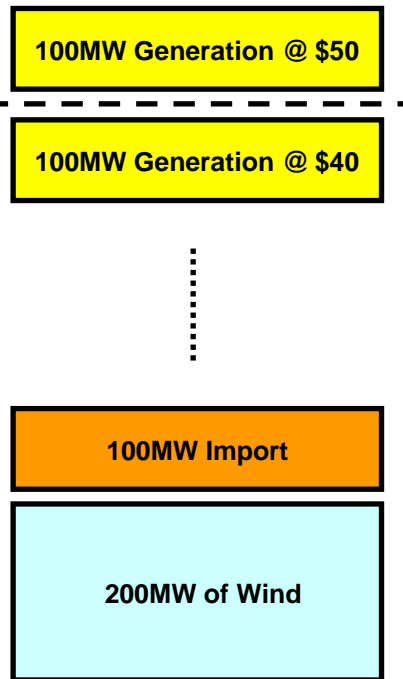 100MW Generation @ $50
100MW Generation @ $40
100MW Import
200MW of Wind